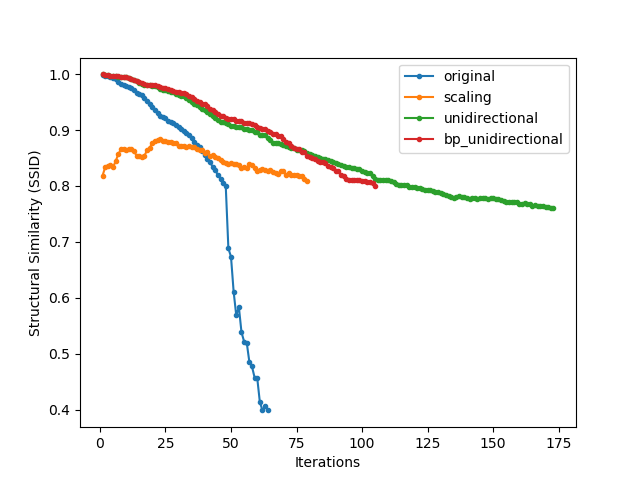 original
scaling
unidirectional
bp_unidirectional
Structural Similarity (SSID)
1.0
0.9
0.8
0.7
0.6
0.5
0.4
0 25 50 75 100 125 150 175
Iterations